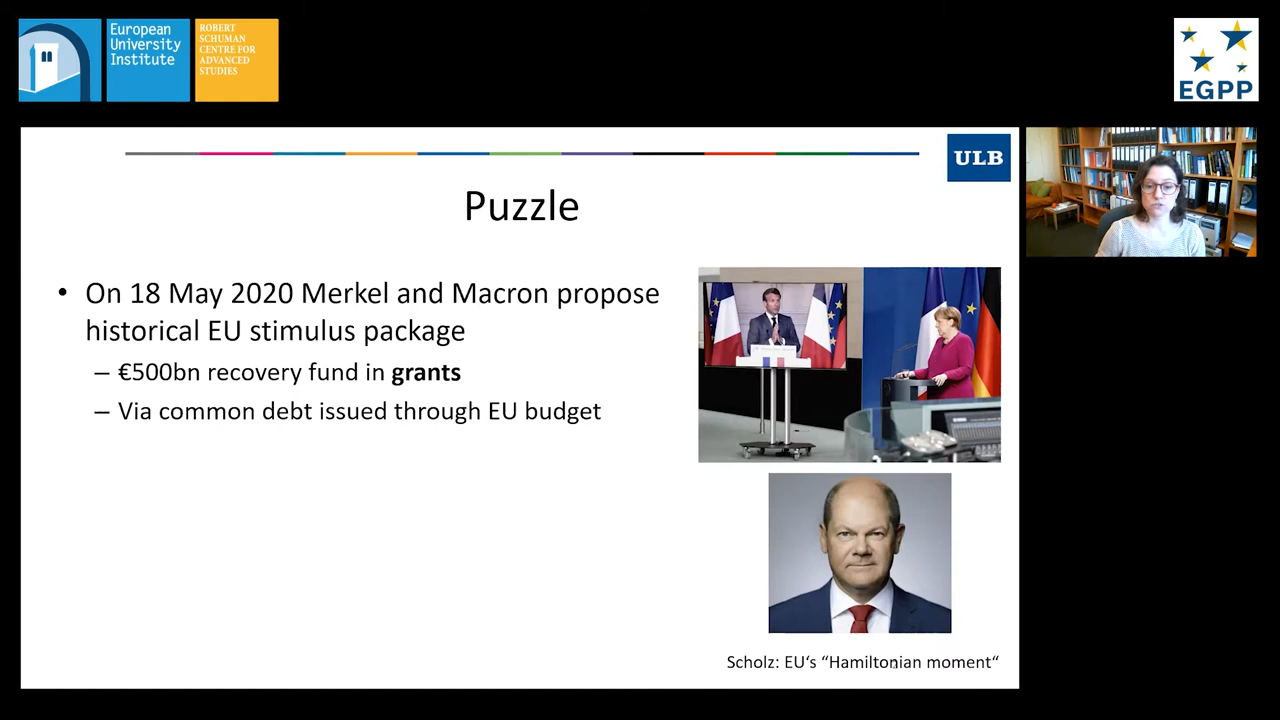 European
University
Institute
ROBERT
SCHUMAN
CENTRE FOR
ADVANCED
STUDIES
EGPP
ULB
Puzzle
• On 18 May 2020 Merkel and Macron propose
historical EU stimulus package
– €500bn recovery fund in grants
– Via common debt issued through EU budget
Scholz: EU‘s “Hamiltonian moment“